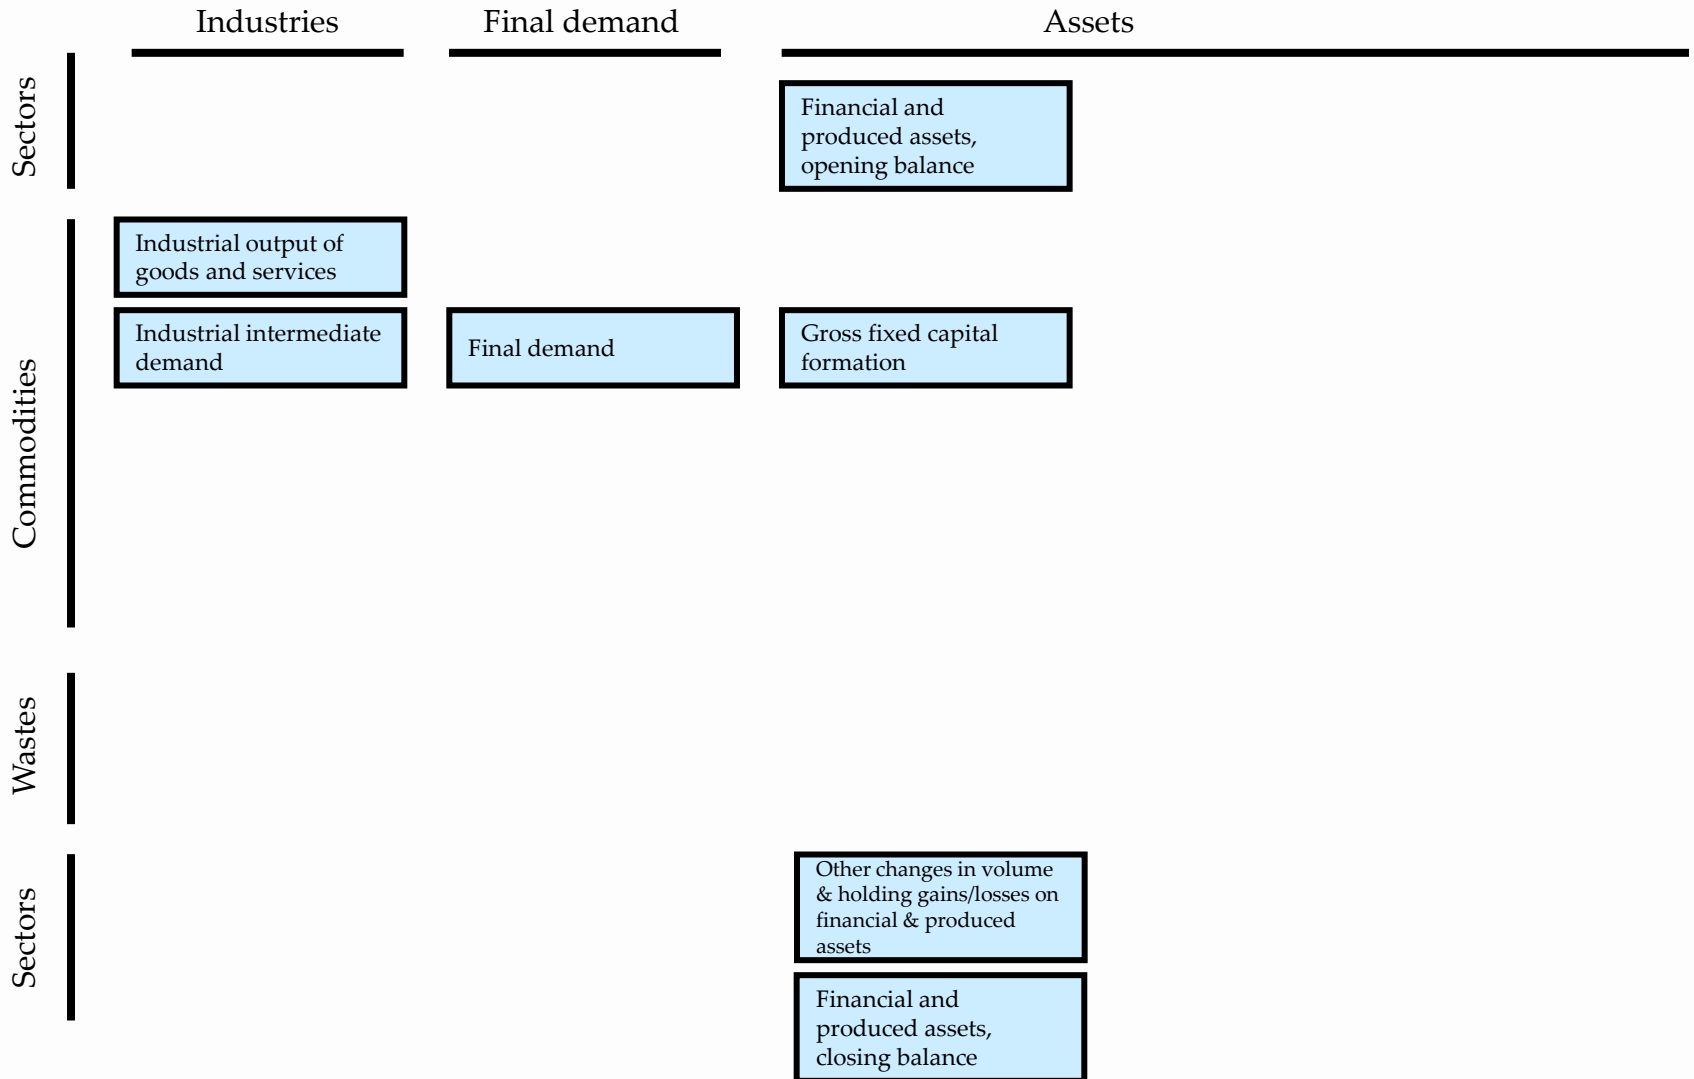 Industries
Final demand
Assets
Sectors
Financial and
produced assets,
opening balance
Commodities
Industrial output of
goods and services
Industrial intermediate
demand
Final demand
Gross fixed capital
formation
Wastes
Sectors
Other changes in volume
& holding gains/losses on
financial & produced
assets
Financial and
produced assets,
closing balance